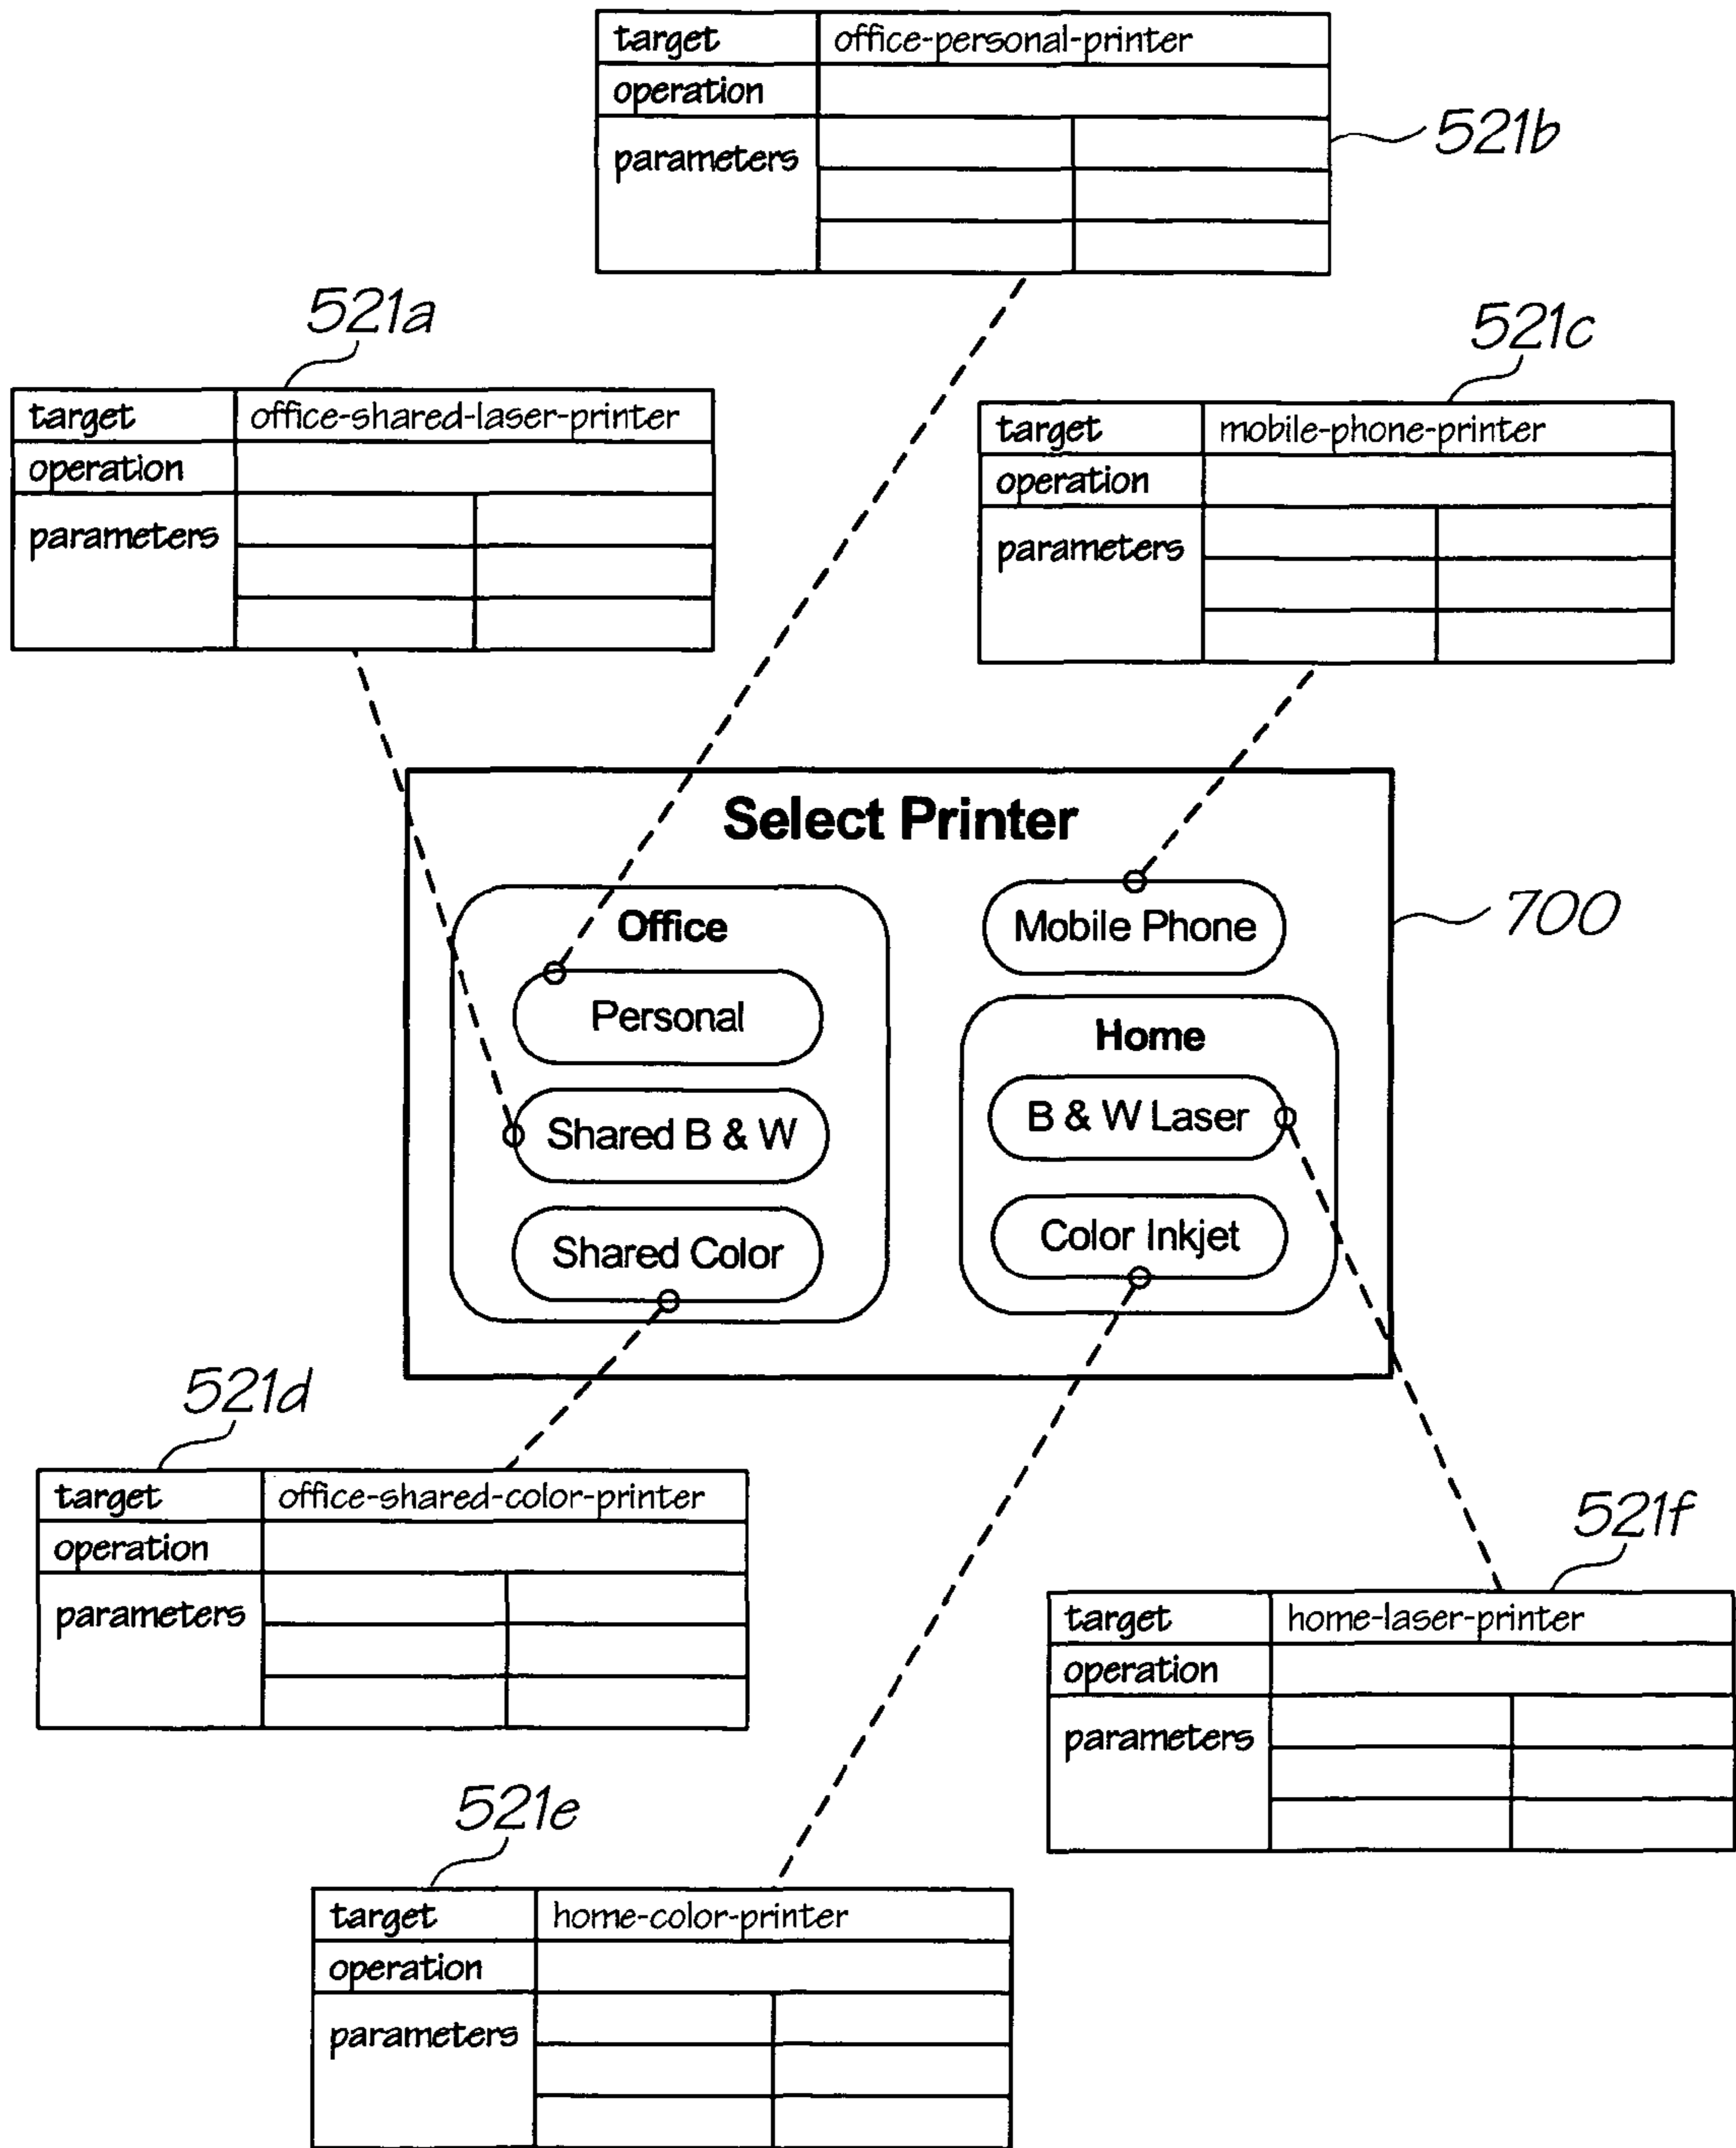 target office-personal-printer
operation
parameters
521b
521a
target office-shared-laser-printer
operation
parameters
521c
target mobile-phone-printer
operation
parameters
Select Printer
Office
Personal
Shared B & W
Shared Color
Mobile Phone
Home
B & W Laser
Color Inkjet
700
521d
target office-shared-color-printer
operation
parameters
521f
target home-laser-printer
operation
parameters
521e
target home-color-printer
operation
parameters